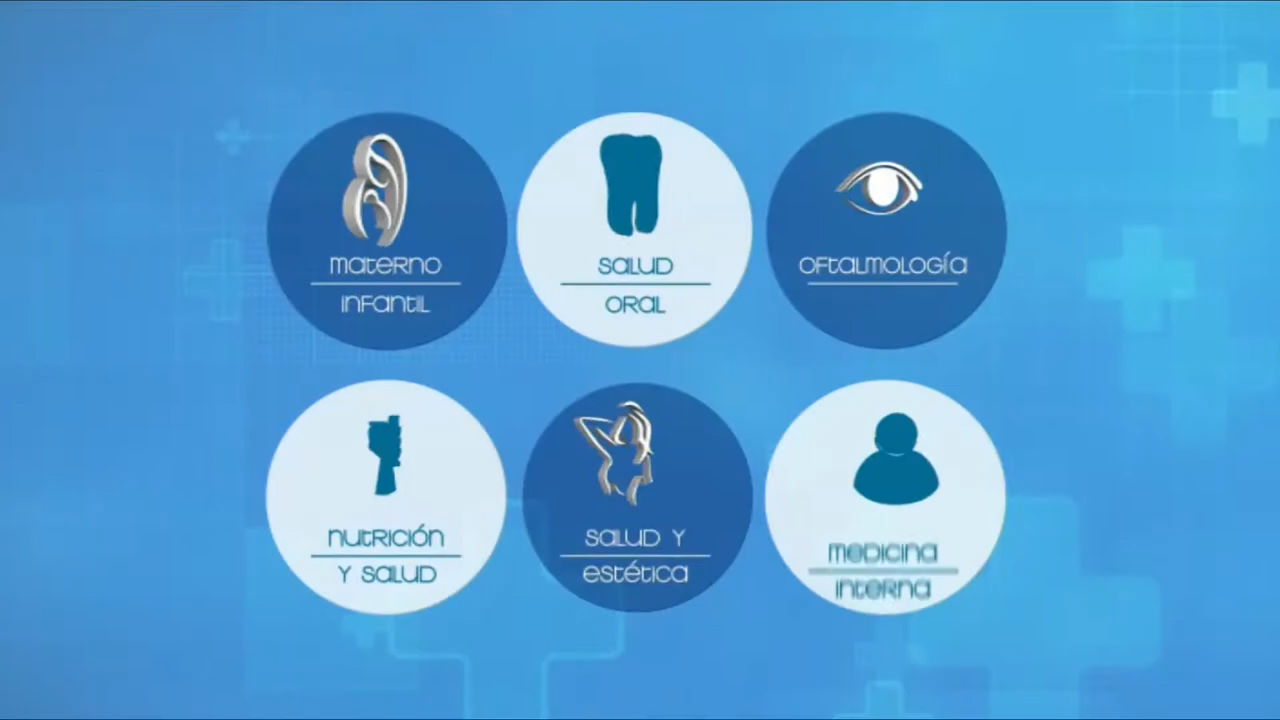 Materno
Infantil
Salud
Oral
Oftalmología
Nutrición
y Salud
Salud y
Estética
Medicina
Interna